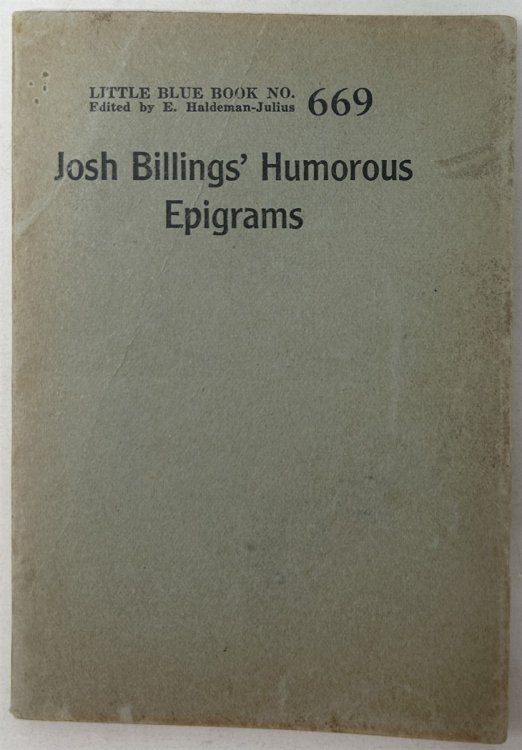 LITTLE BLUE BOOK NO. 669
Edited by E. Haldeman-Julius
Josh Billings' Humorous
Epigrams